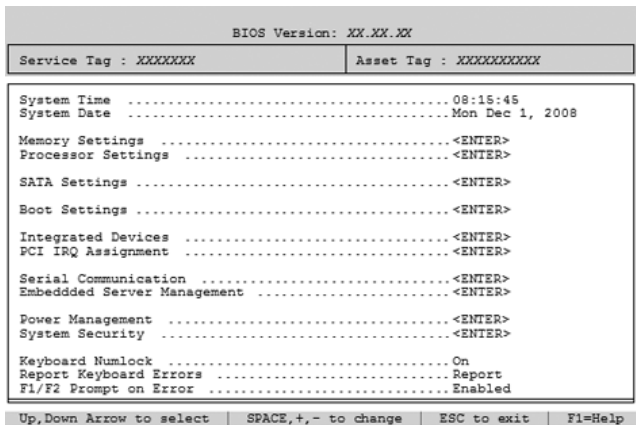 BIOS Version: XX.XX.XX
Service Tag : XXXXXXX Asset Tag : XXXXXXXXXX
System Time ........................................ 08:15:45
System Date ........................................ Mon Dec 1, 2008
Memory Settings ...................................... <ENTER>
Processor Settings ................................. <ENTER>
SATA Settings ....................................... <ENTER>
Boot Settings ....................................... <ENTER>
Integrated Devices ................................. <ENTER>
PCI IRQ Assignment ................................... <ENTER>
Serial Communication ............................... <ENTER>
Embeddded Server Management ........................ <ENTER>
Power Management ................................... <ENTER>
System Security .................................... <ENTER>
Keyboard Numlock ................................... On
Report Keyboard Errors ............................. Report
F1/F2 Prompt on Error .............................. Enabled
Up,Down Arrow to select | SPACE,+,- to change | ESC to exit | F1=Help